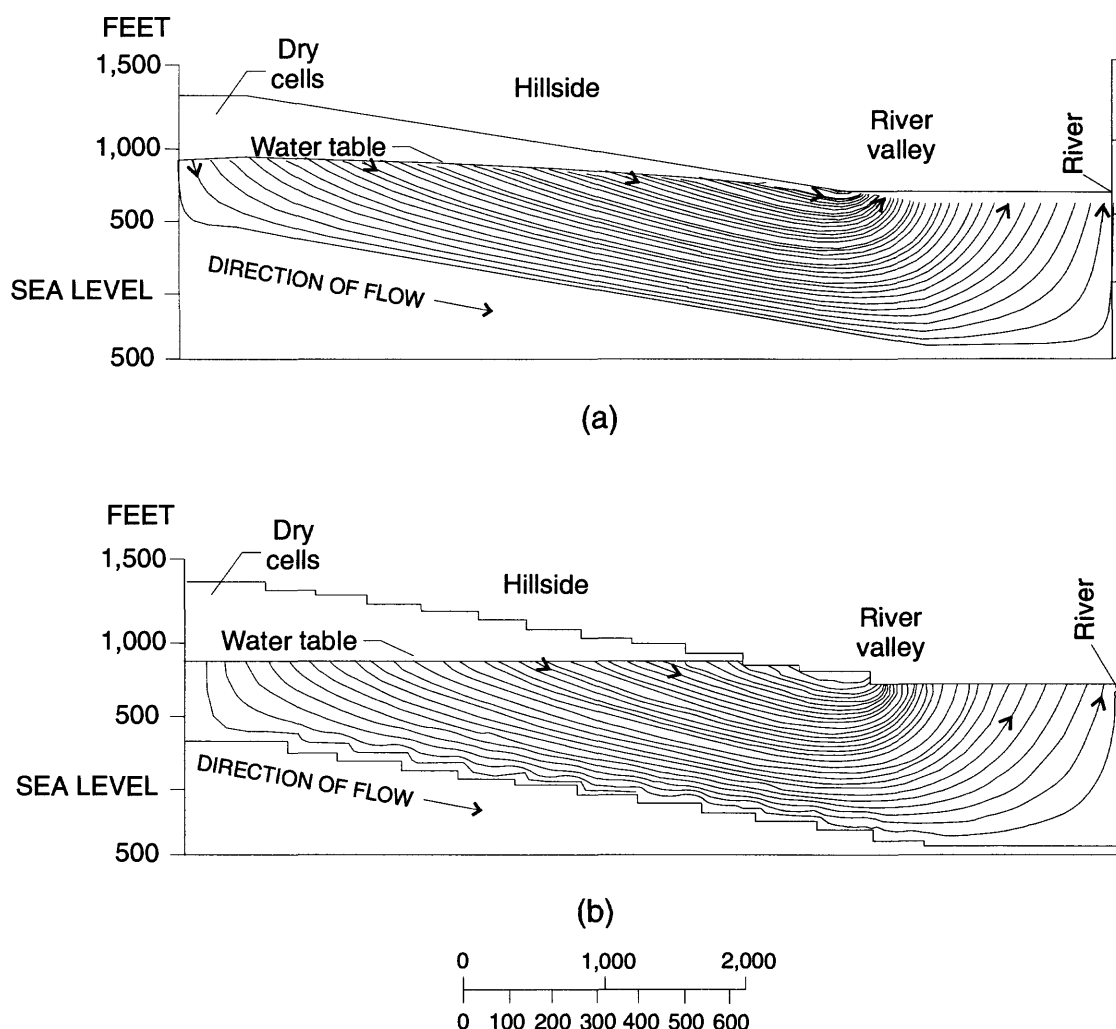 FEET
1,500
Dry
cells
Hillside
1,000
Water table
River
valley
River
500
DIRECTION OF FLOW
SEA LEVEL
500
(a)
FEET
1,500
Dry
cells
Hillside
1,000
Water table
River
valley
River
500
DIRECTION OF FLOW
SEA LEVEL
500
(b)
0 1,000 2,000
0 100 200 300 400 500 600